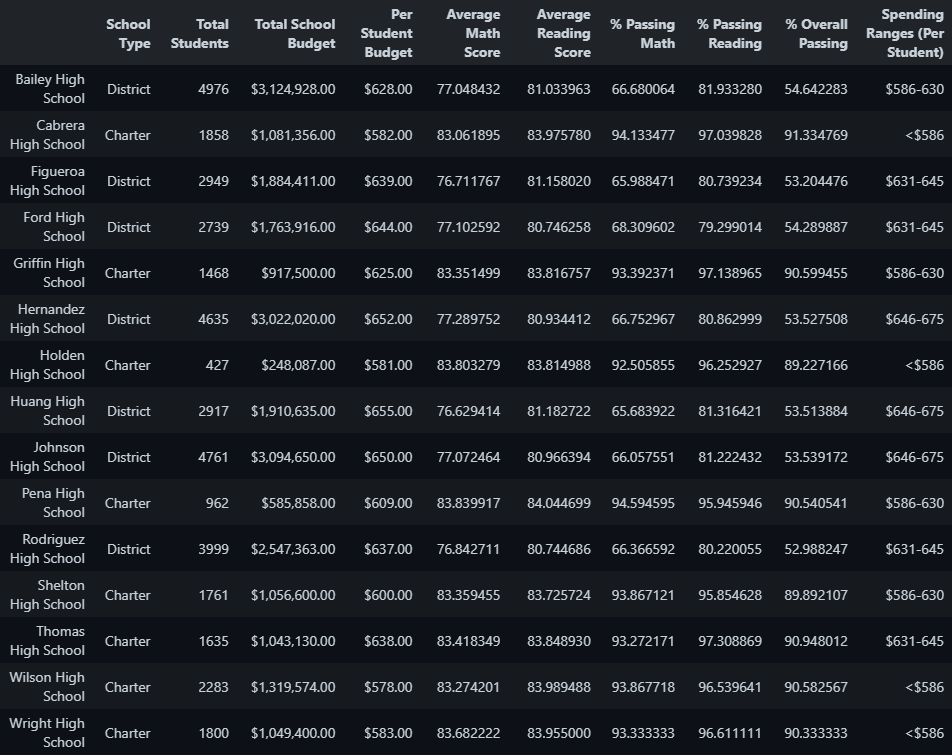 School Type Total Students Total School Budget Per Student Budget Average Math Score Average Reading Score % Passing Math % Passing Reading % Overall Passing Spending Ranges (Per Student)
Bailey High School District 4976 $3,124,928.00 $628.00 77.048432 81.033963 66.680064 81.933280 54.642283 $586-630
Cabrera High School Charter 1858 $1,081,356.00 $582.00 83.061895 83.975780 94.133477 97.039828 91.334769 <$586
Figueroa High School District 2949 $1,884,411.00 $639.00 76.711767 81.158020 65.988471 80.739234 53.204476 $631-645
Ford High School District 2739 $1,763,916.00 $644.00 77.102592 80.746258 68.309602 79.299014 54.289887 $631-645
Griffin High School Charter 1468 $917,500.00 $625.00 83.351499 83.816757 93.392371 97.138965 90.599455 $586-630
Hernandez High School District 4635 $3,022,020.00 $652.00 77.289752 80.934412 66.752967 80.862999 53.527508 $646-675
Holden High School Charter 427 $248,087.00 $581.00 83.803279 83.814988 92.505855 96.252927 89.227166 <$586
Huang High School District 2917 $1,910,635.00 $655.00 76.629414 81.182722 65.683922 81.316421 53.513884 $646-675
Johnson High School District 4761 $3,094,650.00 $650.00 77.072464 80.966394 66.057551 81.222432 53.539172 $646-675
Pena High School Charter 962 $585,858.00 $609.00 83.839917 84.044699 94.594595 95.945946 90.540541 $586-630
Rodriguez High School District 3999 $2,547,363.00 $637.00 76.842711 80.744686 66.366592 80.220055 52.988247 $631-645
Shelton High School Charter 1761 $1,056,600.00 $600.00 83.359455 83.725724 93.867121 95.854628 89.892107 $586-630
Thomas High School Charter 1635 $1,043,130.00 $638.00 83.418349 83.848930 93.272171 97.308869 90.948012 $631-645
Wilson High School Charter 2283 $1,319,574.00 $578.00 83.274201 83.989488 93.867718 96.539641 90.582567 <$586
Wright High School Charter 1800 $1,049,400.00 $583.00 83.682222 83.955000 93.333333 96.611111 90.333333 <$586